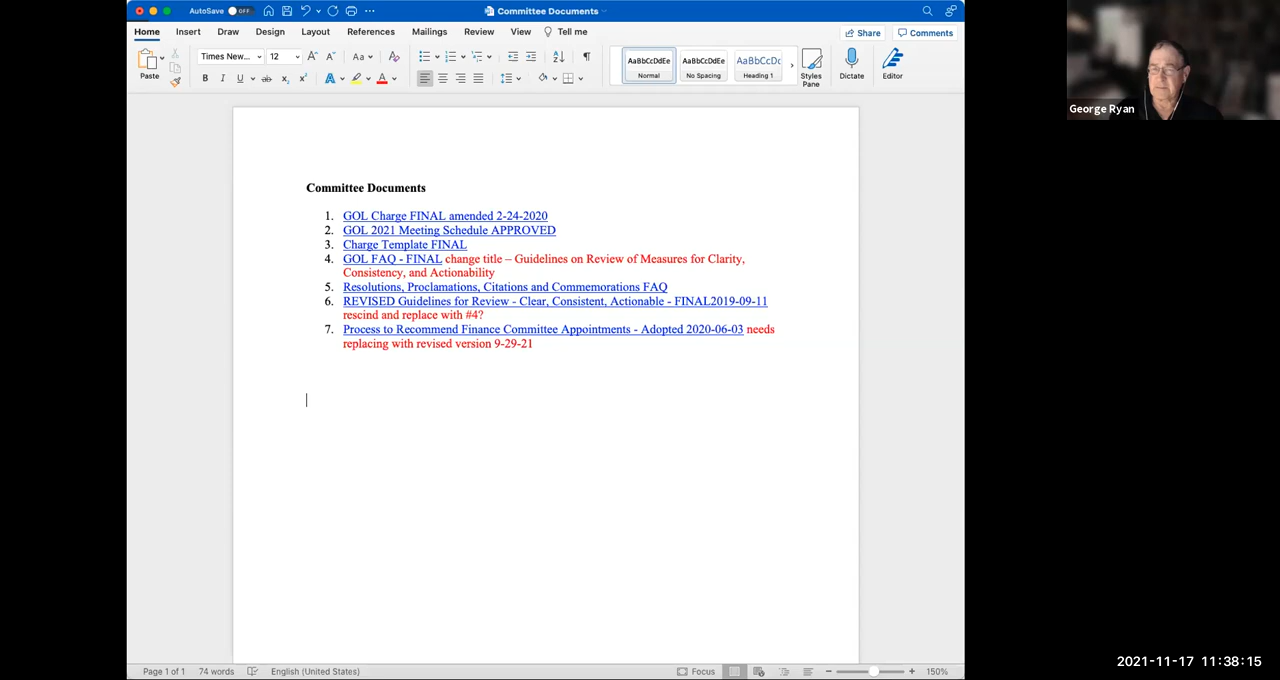 AutoSave OFF
Committee Documents
Home Insert Draw Design Layout References Mailings Review View Tell me
Share Comments
Paste
Times New... 12
AaBbCcDdEe AaBbCcDdEe AaBbCcDc
Normal No Spacing Heading 1
Styles Pane
Dictate
Editor
George Ryan
Committee Documents
1. GOL Charge FINAL amended 2-24-2020
2. GOL 2021 Meeting Schedule APPROVED
3. Charge Template FINAL
4. GOL FAQ - FINAL change title – Guidelines on Review of Measures for Clarity,
Consistency, and Actionability
5. Resolutions, Proclamations, Citations and Commemorations FAQ
6. REVISED Guidelines for Review - Clear, Consistent, Actionable - FINAL2019-09-11
rescind and replace with #4?
7. Process to Recommend Finance Committee Appointments - Adopted 2020-06-03 needs
replacing with revised version 9-29-21
Page 1 of 1 74 words English (United States) Focus 150%
2021-11-17 11:38:15